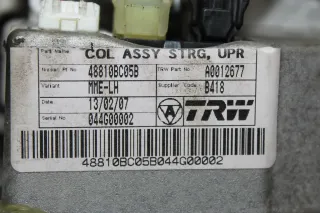 Part Name COL ASSY STRG, UPR
Nissan Pt No 48810BC05B TRW Part No A0012677
Variant MME-LH Supplier Code B418
Date 13/02/07 TRW
Serial No 044G00002
48810BC05B044G00002